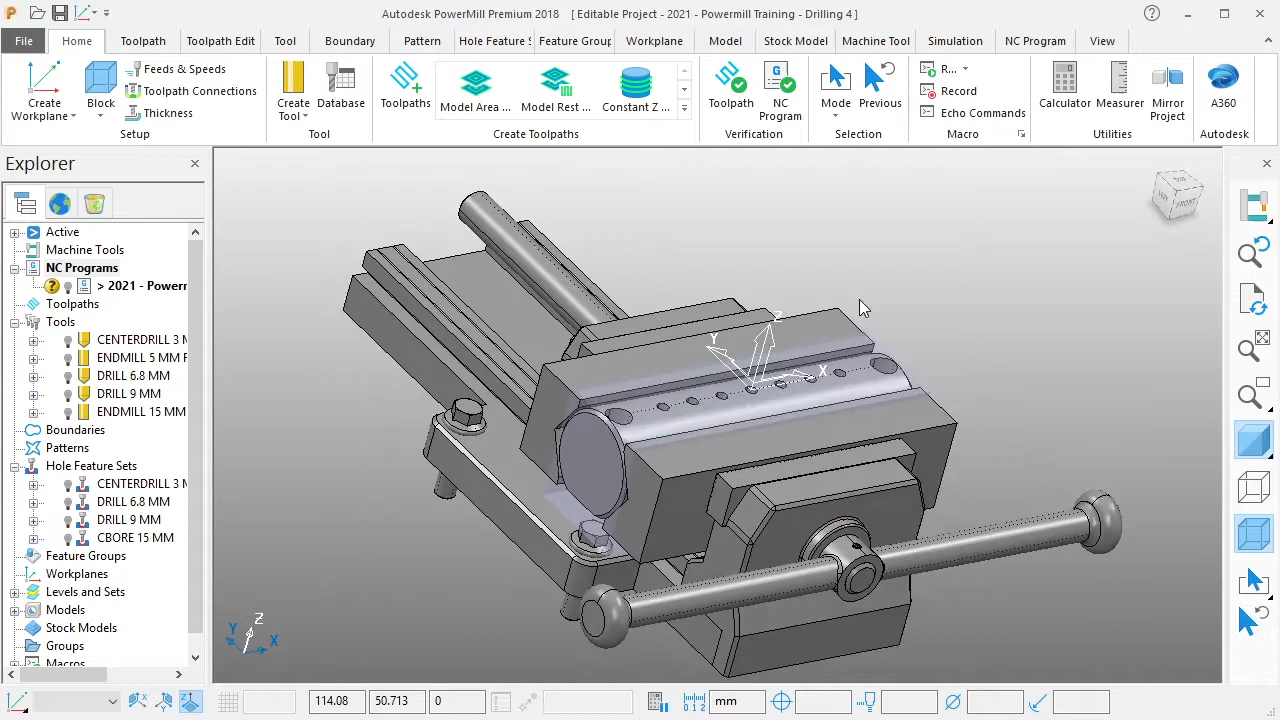 Autodesk PowerMill Premium 2018 [ Editable Project - 2021 - Powermill Training - Drilling 4 ]
File Home Toolpath Toolpath Edit Tool Boundary Pattern Hole Feature S Feature Group Workplane Model Stock Model Machine Tool Simulation NC Program View
Create Workplane
Block
Feeds & Speeds
Toolpath Connections
Thickness
Setup
Create Tool
Database
Tool
Toolpaths
Model Area ...
Model Rest ...
Constant Z ...
Create Toolpaths
Toolpath
NC Program
Verification
Mode
Previous
Selection
R...
Record
Echo Commands
Macro
Calculator
Measurer
Mirror Project
Utilities
A360
Autodesk
Explorer
Active
Machine Tools
NC Programs
> 2021 - Powern
Toolpaths
Tools
CENTERDRILL 3 M
ENDMILL 5 MM F
DRILL 6.8 MM
DRILL 9 MM
ENDMILL 15 MM
Boundaries
Patterns
Hole Feature Sets
CENTERDRILL 3 M
DRILL 6.8 MM
DRILL 9 MM
CBORE 15 MM
Feature Groups
Workplanes
Levels and Sets
Models
Stock Models
Groups
Macros
Z
Y
X
FRONT
Z
Y
X
114.08 50.713 0 mm